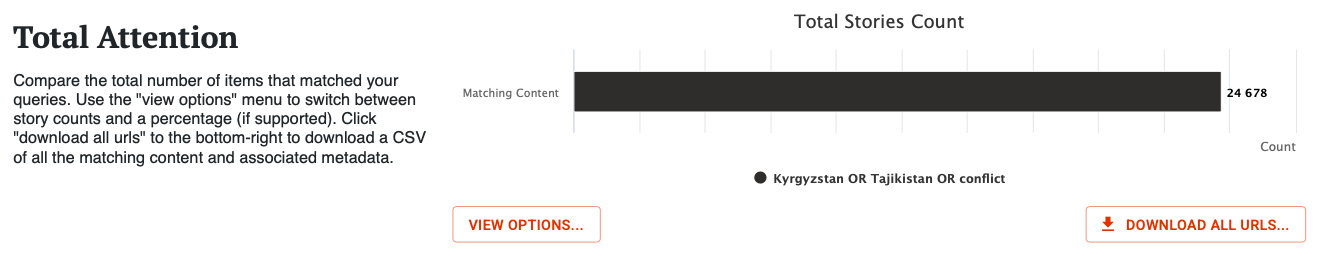 Total Attention
Compare the total number of items that matched your
queries. Use the "view options" menu to switch between
story counts and a percentage (if supported). Click
"download all urls" to the bottom-right to download a CSV
of all the matching content and associated metadata.
Total Stories Count
Matching Content
24 678
Count
Kyrgyzstan OR Tajikistan OR conflict
VIEW OPTIONS...
DOWNLOAD ALL URLS...